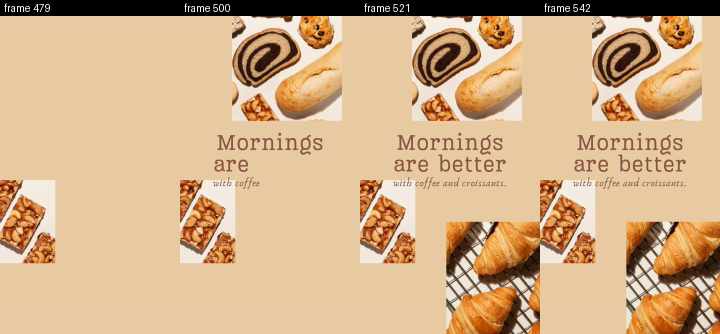 frame 479
frame 500
frame 521
frame 542
Mornings
are
with coffee
Mornings
are better
with coffee and croissants.
Mornings
are better
with coffee and croissants.